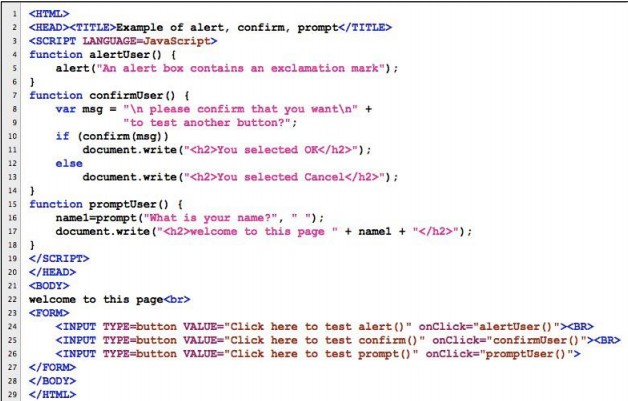 1 <HTML>
2 <HEAD><TITLE>Example of alert, confirm, prompt</TITLE>
3 <SCRIPT LANGUAGE=JavaScript>
4 function alertUser() {
5 alert("An alert box contains an exclamation mark");
6 }
7 function confirmUser() {
8 var msg = "\n please confirm that you want\n" +
9 "to test another button?";
10 if (confirm(msg))
11 document.write("<h2>You selected OK</h2>");
12 else
13 document.write("<h2>You selected Cancel</h2>");
14 }
15 function promptUser() {
16 name1=prompt("What is your name?", " ");
17 document.write("<h2>welcome to this page " + name1 + "</h2>");
18 }
19 </SCRIPT>
20 </HEAD>
21 <BODY>
22 welcome to this page<br>
23 <FORM>
24 <INPUT TYPE=button VALUE="Click here to test alert()" onClick="alertUser()"><BR>
25 <INPUT TYPE=button VALUE="Click here to test confirm()" onClick="confirmUser()"><BR>
26 <INPUT TYPE=button VALUE="Click here to test prompt()" onClick="promptUser()">
27 </FORM>
28 </BODY>
29 </HTML>